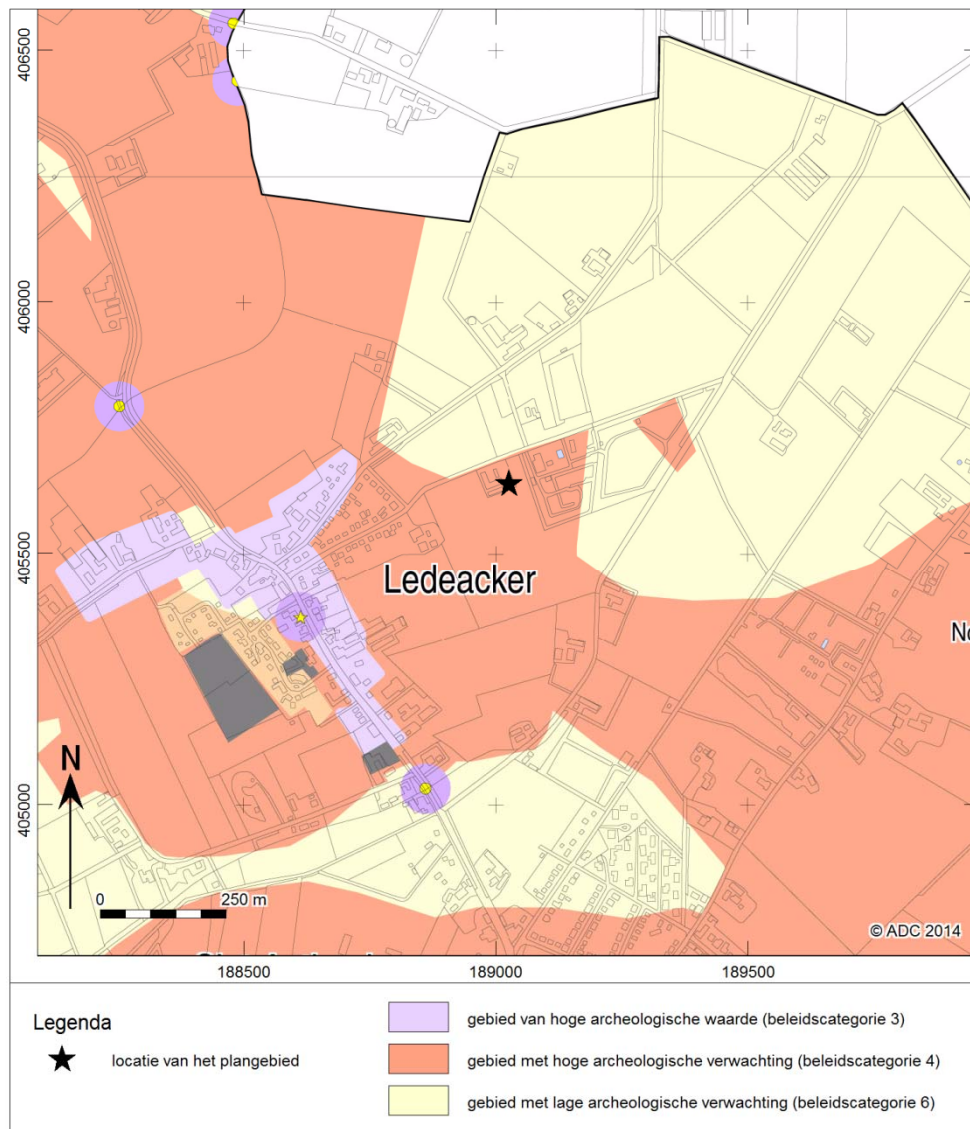 406500
406000
405500
405000
Ledeacker
N
0 250 m
© ADC 2014
188500 189000 189500
Legenda
locatie van het plangebied
gebied van hoge archeologische waarde (beleidscategorie 3)
gebied met hoge archeologische verwachting (beleidscategorie 4)
gebied met lage archeologische verwachting (beleidscategorie 6)